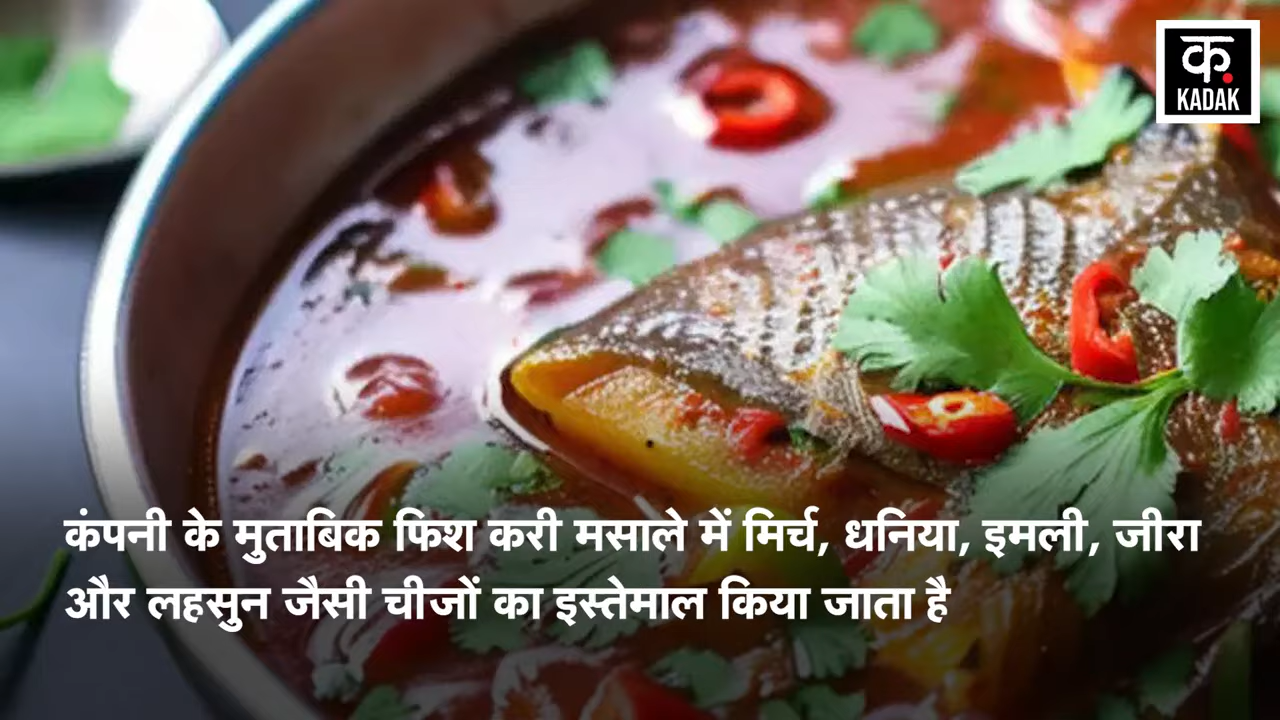 क.
KADAK
कंपनी के मुताबिक फिश करी मसाले में मिर्च, धनिया, इमली, जीरा
और लहसुन जैसी चीजों का इस्तेमाल किया जाता है